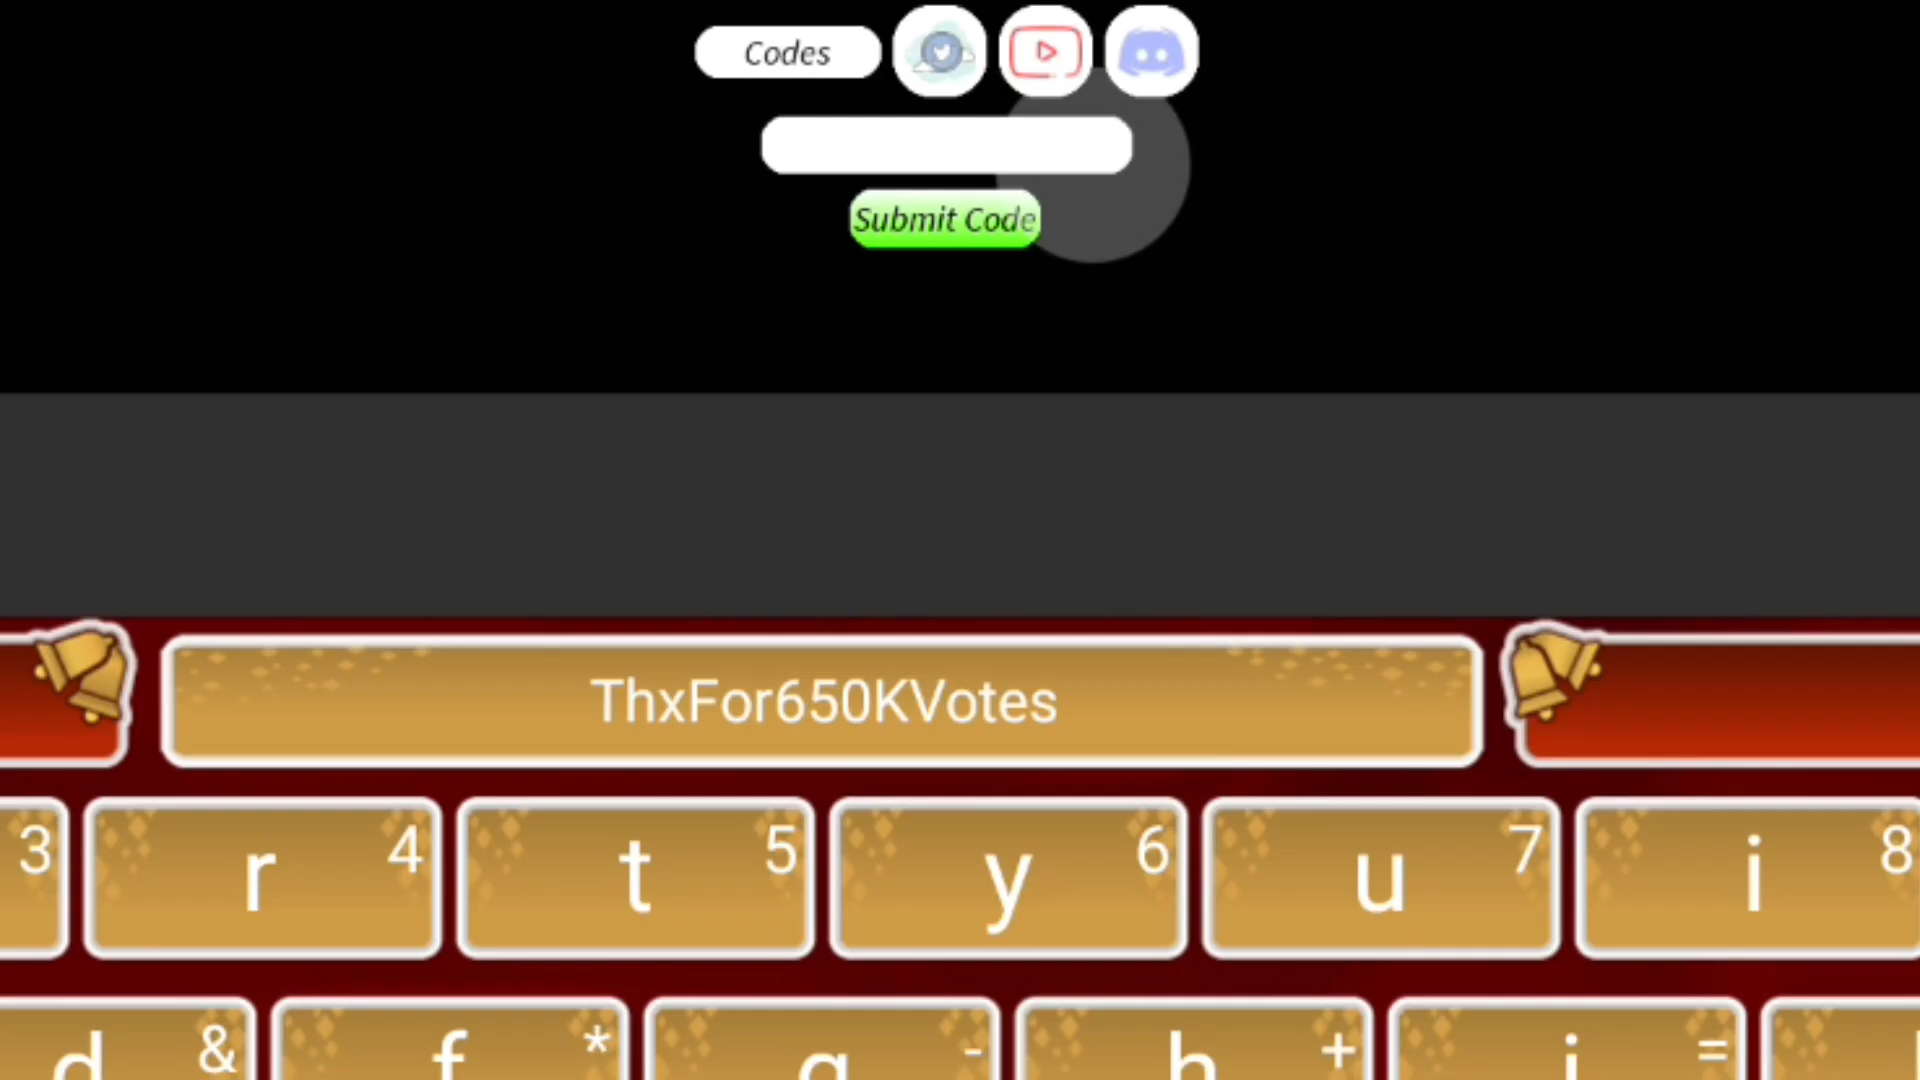 Codes
Submit Code
ThxFor650KVotes
3 r 4 t 5 y 6 u 7 i 8
d & f * g - h + j =